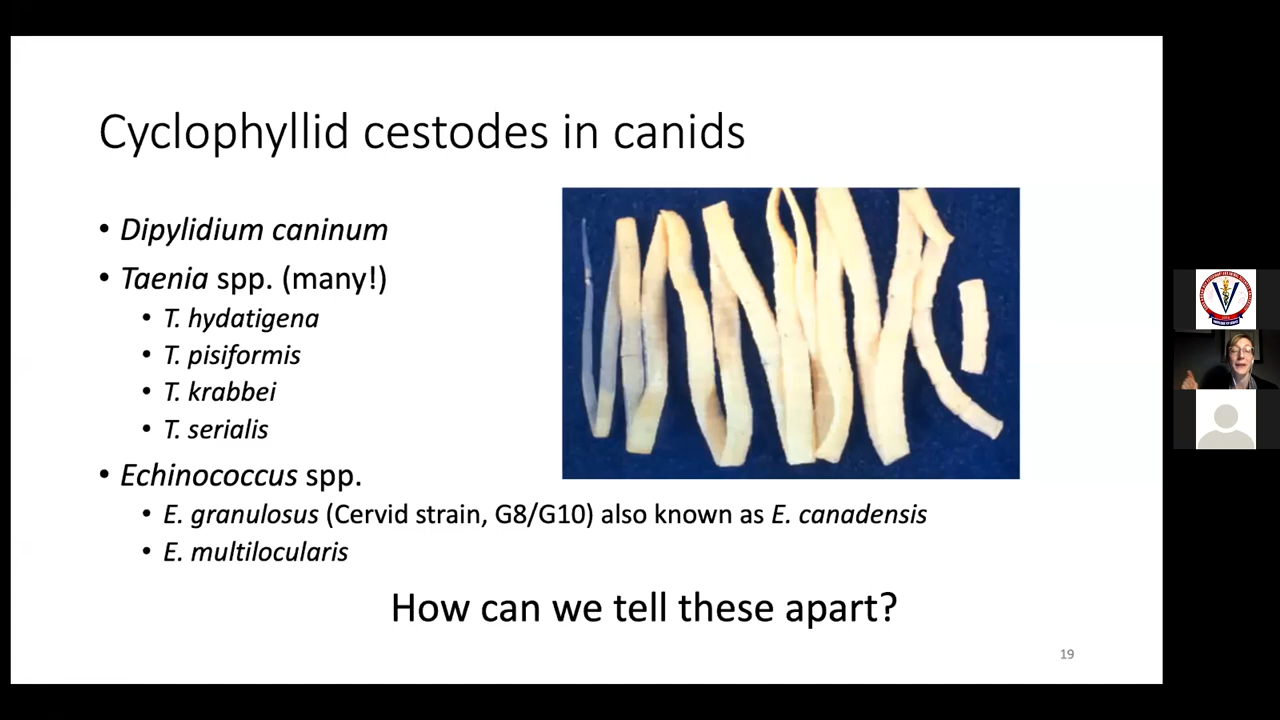 Cyclophyllid cestodes in canids
• Dipylidium caninum
• Taenia spp. (many!)
• T. hydatigena
• T. pisiformis
• T. krabbei
• T. serialis
• Echinococcus spp.
• E. granulosus (Cervid strain, G8/G10) also known as E. canadensis
• E. multilocularis
How can we tell these apart?
19